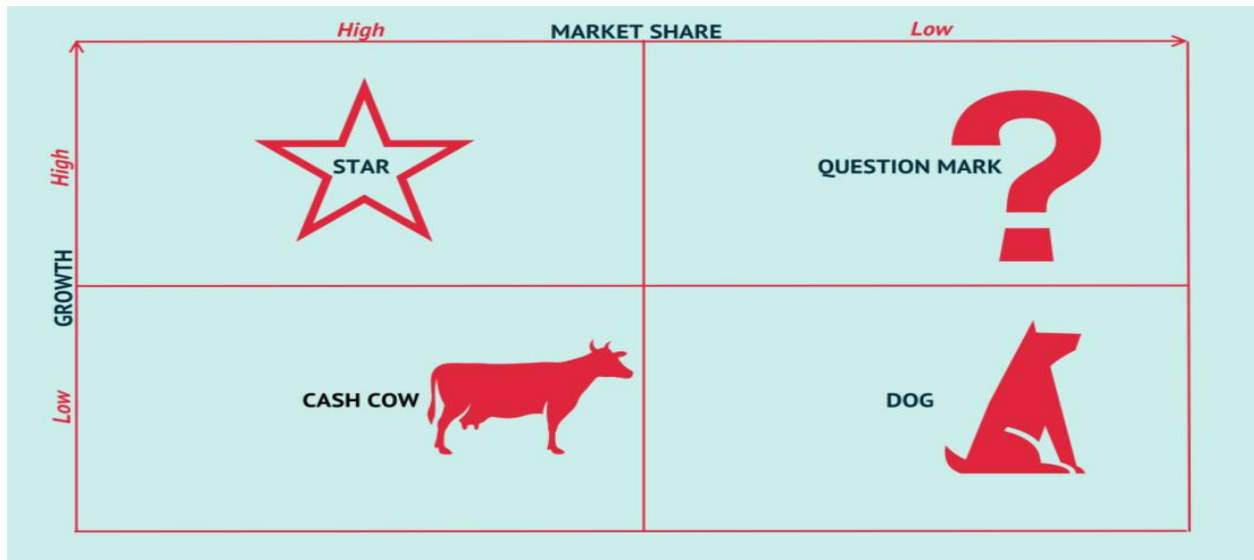 High MARKET SHARE Low
High
STAR
QUESTION MARK
?
GROWTH
Low
CASH COW
DOG